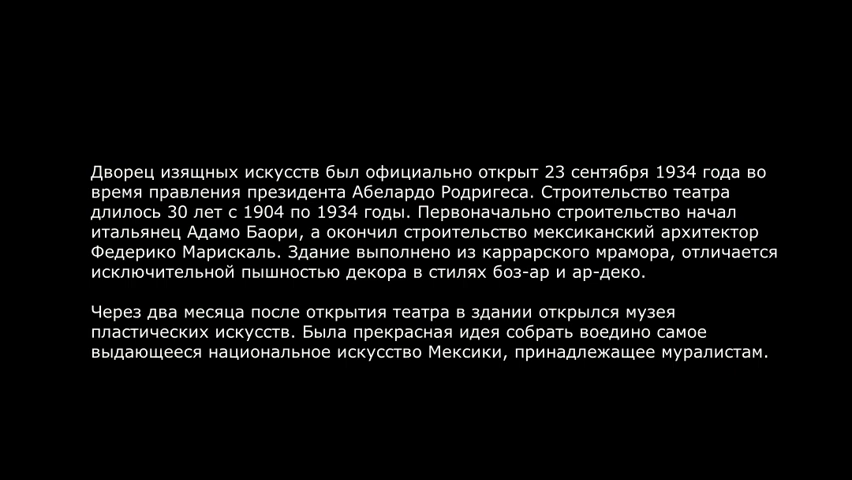 Дворец изящных искусств был официально открыт 23 сентября 1934 года во
время правления президента Абелардо Родригеса. Строительство театра
длилось 30 лет с 1904 по 1934 годы. Первоначально строительство начал
итальянец Адамо Баори, а окончил строительство мексиканский архитектор
Федерико Марискаль. Здание выполнено из каррарского мрамора, отличается
исключительной пышностью декора в стилях боз-ар и ар-деко.
Через два месяца после открытия театра в здании открылся музея
пластических искусств. Была прекрасная идея собрать воедино самое
выдающееся национальное искусство Мексики, принадлежащее муралистам.